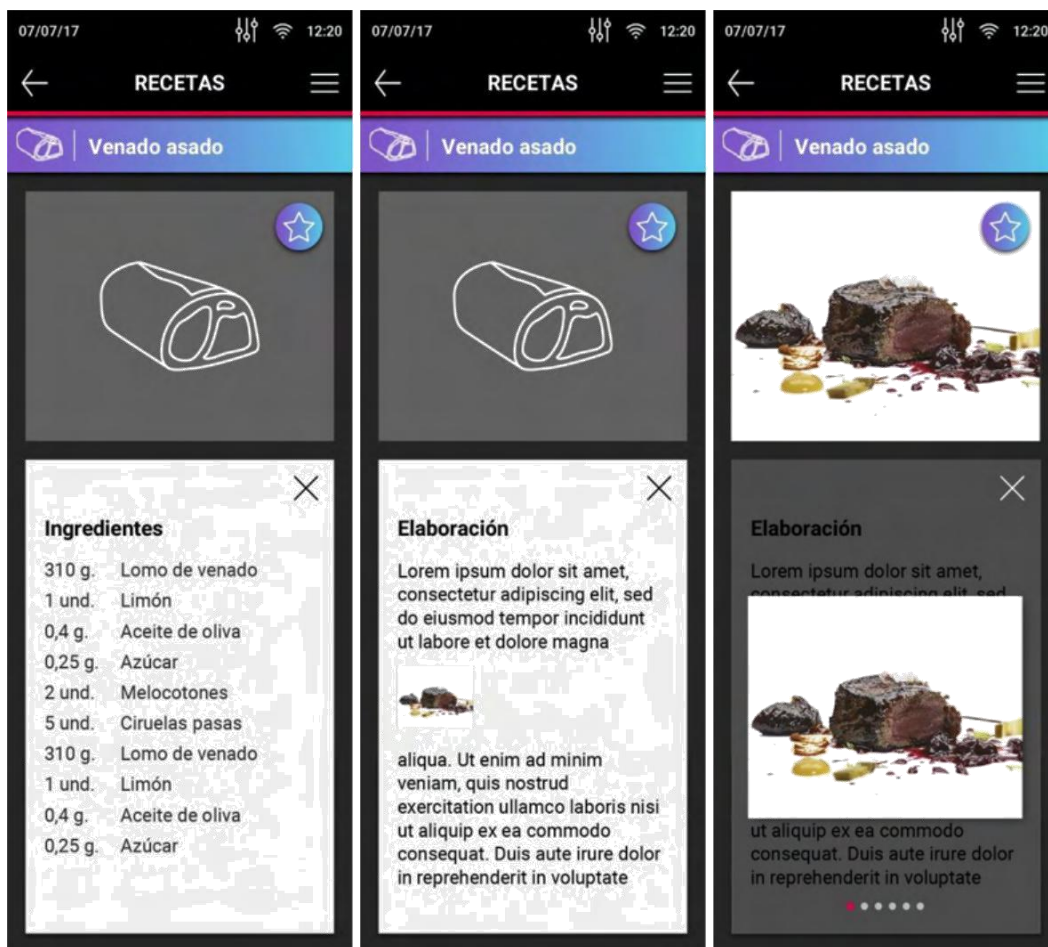 07/07/17 12:20
RECETAS
Venado asado
Ingredientes
310 g. Lomo de venado
1 und. Limón
0,4 g. Aceite de oliva
0,25 g. Azúcar
2 und. Melocotones
5 und. Ciruelas pasas
310 g. Lomo de venado
1 und. Limón
0,4 g. Aceite de oliva
0,25 g. Azúcar
07/07/17 12:20
RECETAS
Venado asado
Elaboración
Lorem ipsum dolor sit amet,
consectetur adipiscing elit, sed
do eiusmod tempor incididunt
ut labore et dolore magna
aliqua. Ut enim ad minim
veniam, quis nostrud
exercitation ullamco laboris nisi
ut aliquip ex ea commodo
consequat. Duis aute irure dolor
in reprehenderit in voluptate
07/07/17 12:20
RECETAS
Venado asado
Elaboración
Lorem ipsum dolor sit amet,
consectetur adipiscing elit, sed
ut aliquip ex ea commodo
consequat. Duis aute irure dolor
in reprehenderit in voluptate